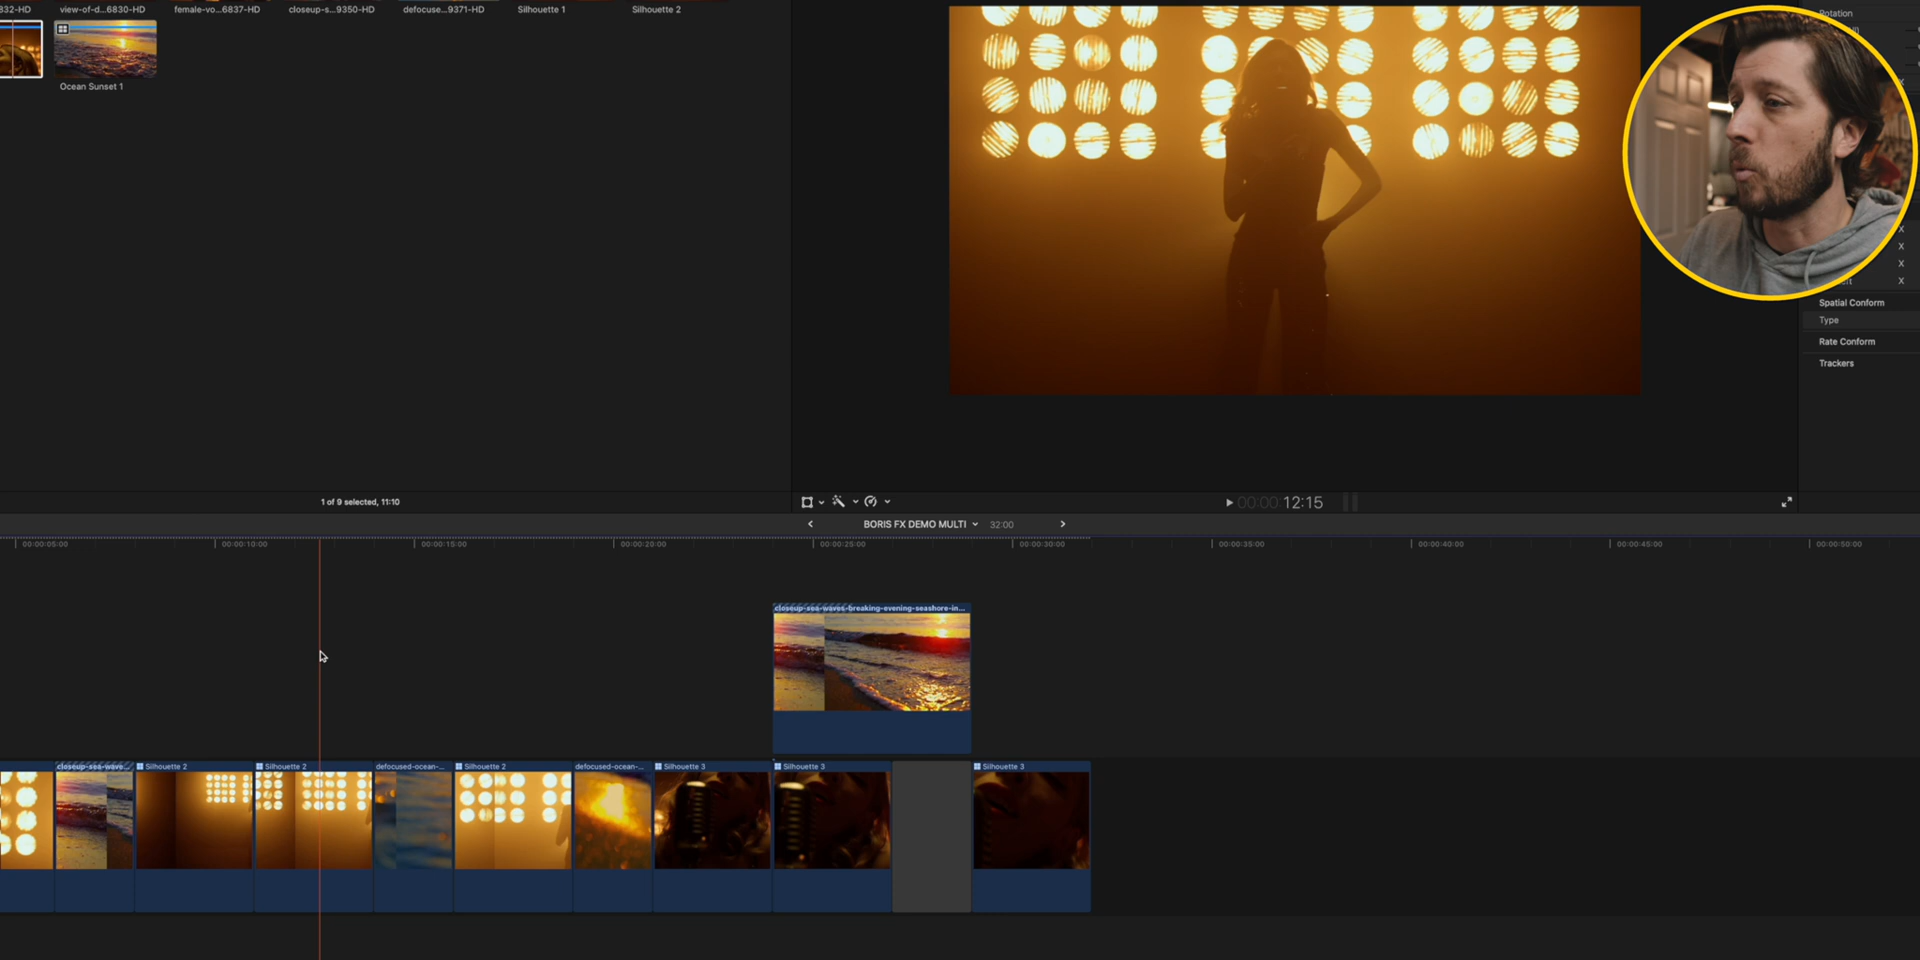 832-HD
view-of-d...6830-HD
female-vo...6837-HD
closeup-s...9350-HD
defocuse...9371-HD
Silhouette 1
Silhouette 2
Ocean Sunset 1
Rotation
X
X
X
X
Spatial Conform
Type
Rate Conform
Trackers
1 of 9 selected, 11:10
00:00:12:15
BORIS FX DEMO MULTI
32:00
00:00:05:00
00:00:10:00
00:00:15:00
00:00:20:00
00:00:25:00
00:00:30:00
00:00:35:00
00:00:40:00
00:00:45:00
00:00:50:00
closeup-sea-waves-breaking-evening-seashore-in...
closeup-sea-wave...
Silhouette 2
Silhouette 2
defocused-ocean-...
Silhouette 2
defocused-ocean-...
Silhouette 3
Silhouette 3
Silhouette 3